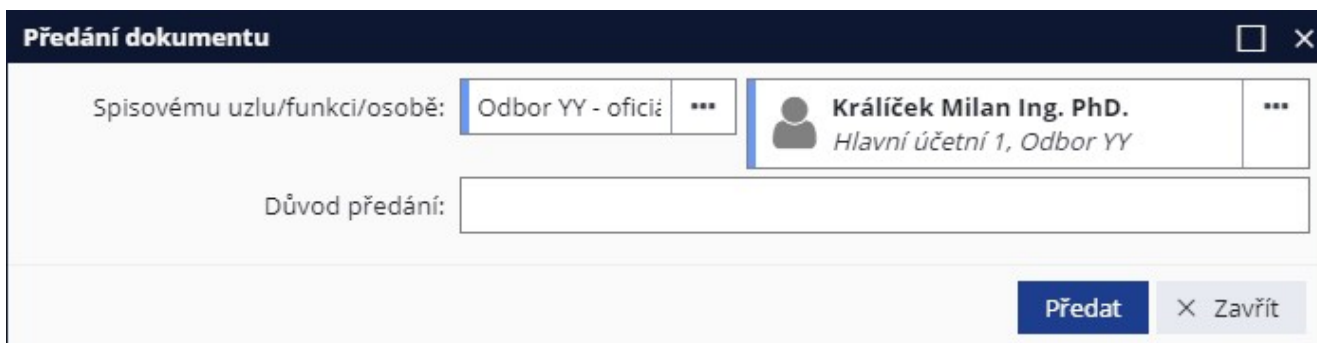 Předání dokumentu
Spisovému uzlu/funkci/osobě:
Odbor YY - oficiá
Králíček Milan Ing. PhD.
Hlavní účetní 1, Odbor YY
Důvod předání:
Předat
Zavřít